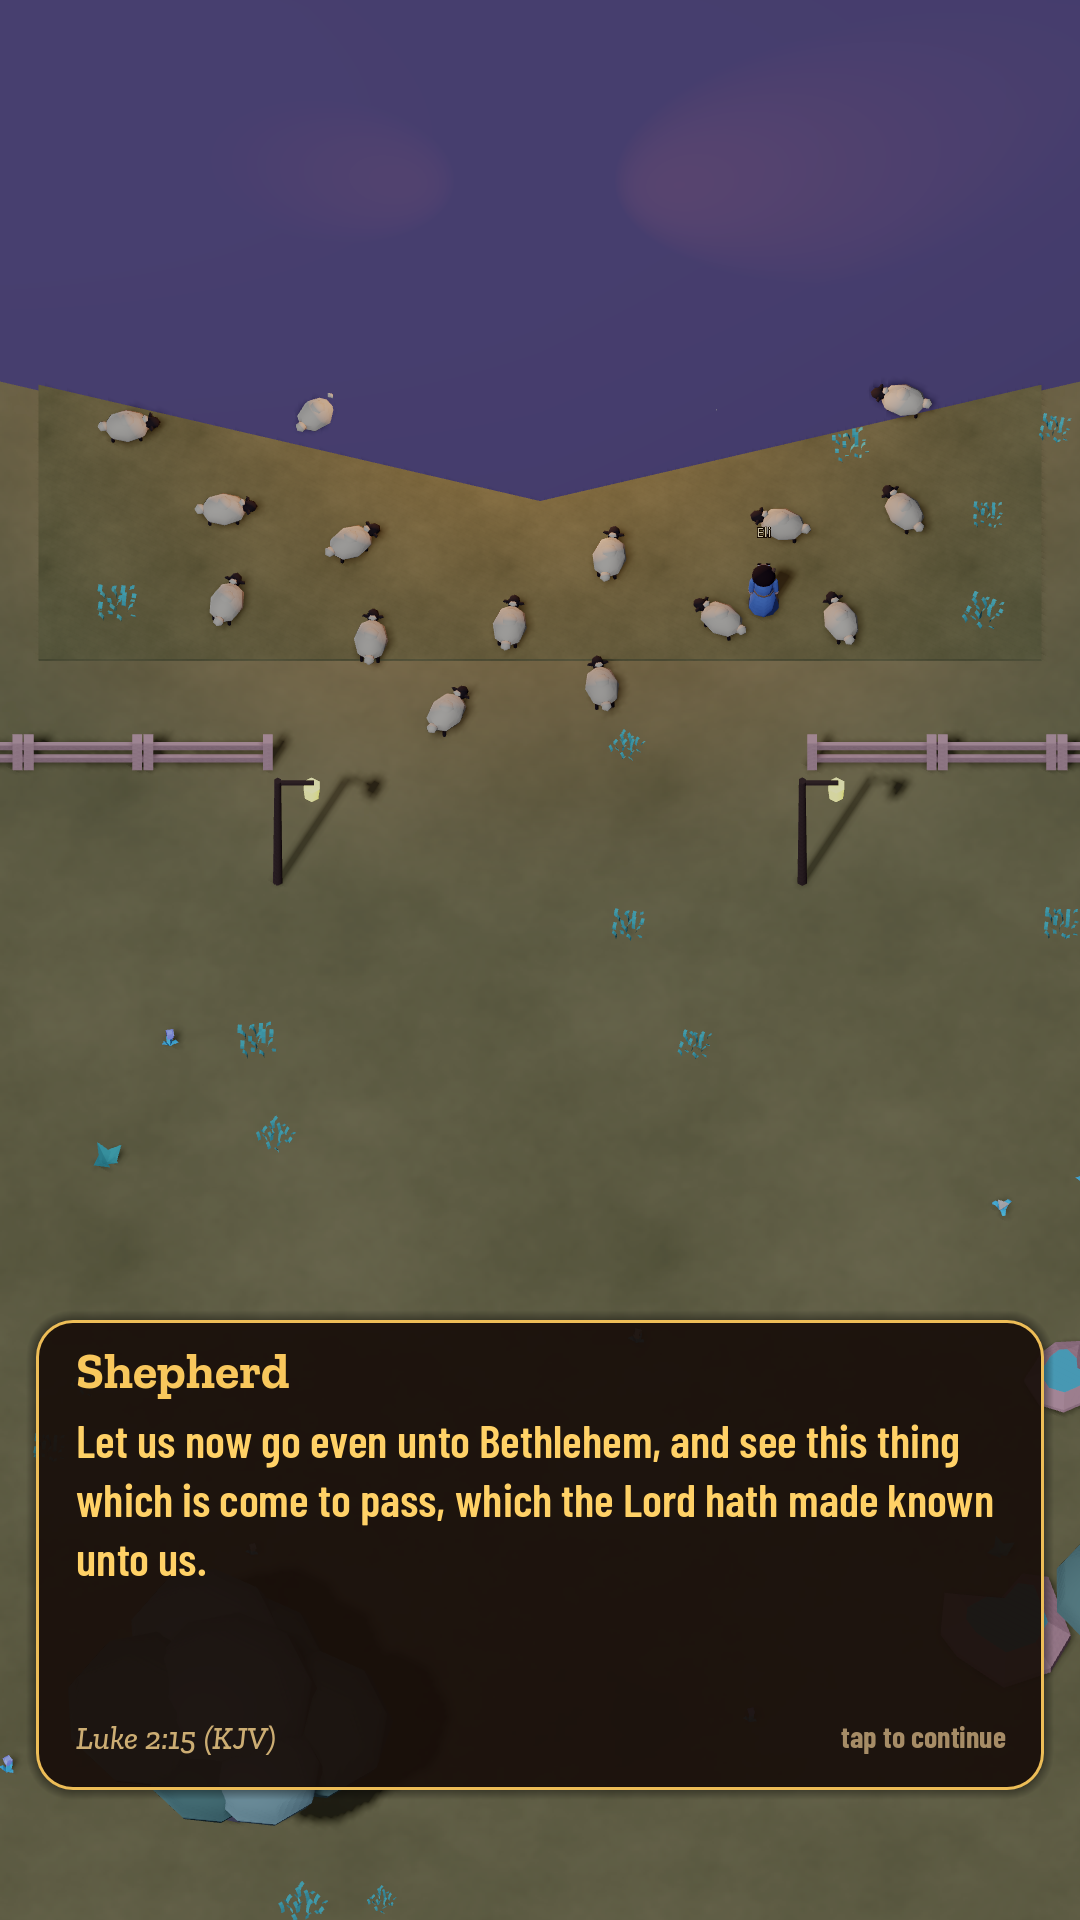 Eli
Shepherd
Let us now go even unto Bethlehem, and see this thing
which is come to pass, which the Lord hath made known
unto us.
Luke 2:15 (KJV)
tap to continue